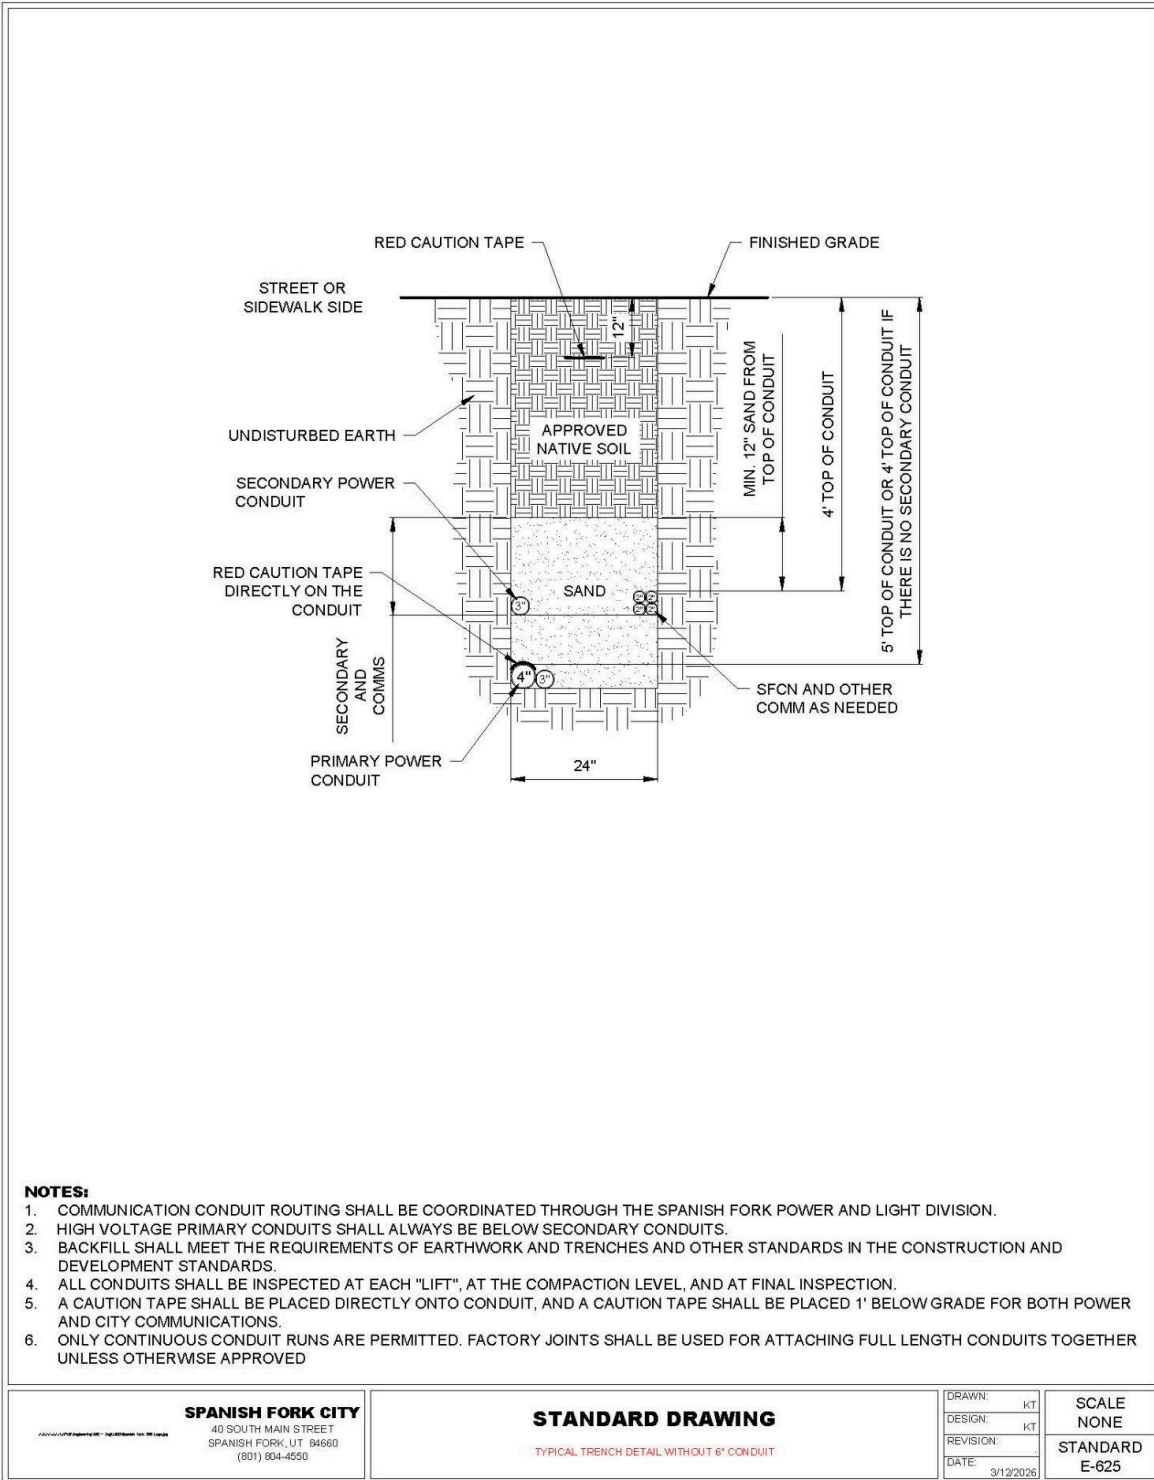 RED CAUTION TAPE
FINISHED GRADE
STREET OR
SIDEWALK SIDE
12"
MIN. 12" SAND FROM
TOP OF CONDUIT
4' TOP OF CONDUIT
5' TOP OF CONDUIT OR 4' TOP OF CONDUIT IF
THERE IS NO SECONDARY CONDUIT
UNDISTURBED EARTH
APPROVED
NATIVE SOIL
SECONDARY POWER
CONDUIT
RED CAUTION TAPE
DIRECTLY ON THE
CONDUIT
SAND
3"
2" 2"
2" 2"
SECONDARY
AND
COMMS
4" 3"
SFCN AND OTHER
COMM AS NEEDED
PRIMARY POWER
CONDUIT
24"
NOTES:
1. COMMUNICATION CONDUIT ROUTING SHALL BE COORDINATED THROUGH THE SPANISH FORK POWER AND LIGHT DIVISION.
2. HIGH VOLTAGE PRIMARY CONDUITS SHALL ALWAYS BE BELOW SECONDARY CONDUITS.
3. BACKFILL SHALL MEET THE REQUIREMENTS OF EARTHWORK AND TRENCHES AND OTHER STANDARDS IN THE CONSTRUCTION AND
DEVELOPMENT STANDARDS.
4. ALL CONDUITS SHALL BE INSPECTED AT EACH "LIFT", AT THE COMPACTION LEVEL, AND AT FINAL INSPECTION.
5. A CAUTION TAPE SHALL BE PLACED DIRECTLY ONTO CONDUIT, AND A CAUTION TAPE SHALL BE PLACED 1' BELOW GRADE FOR BOTH POWER
AND CITY COMMUNICATIONS.
6. ONLY CONTINUOUS CONDUIT RUNS ARE PERMITTED. FACTORY JOINTS SHALL BE USED FOR ATTACHING FULL LENGTH CONDUITS TOGETHER
UNLESS OTHERWISE APPROVED
SPANISH FORK CITY
40 SOUTH MAIN STREET
SPANISH FORK, UT 84660
(801) 804-4550
STANDARD DRAWING
TYPICAL TRENCH DETAIL WITHOUT 6" CONDUIT
DRAWN: KT
DESIGN: KT
REVISION: .
DATE: 3/12/2026
SCALE
NONE
STANDARD
E-625